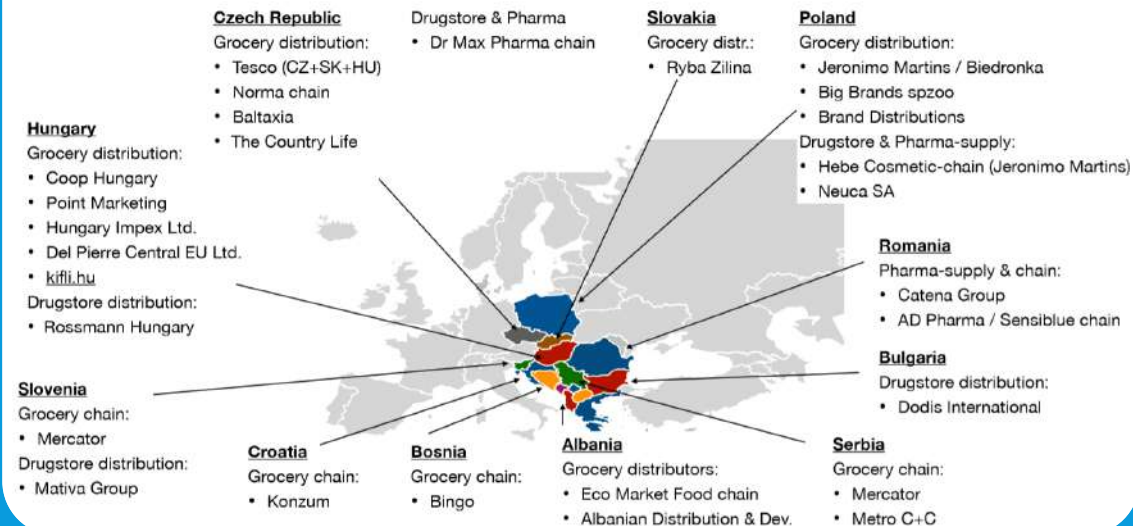 Czech Republic
Grocery distribution:
• Tesco (CZ+SK+HU)
• Norma chain
• Baltaxia
• The Country Life
Drugstore & Pharma
• Dr Max Pharma chain
Slovakia
Grocery distr.:
• Ryba Zilina
Poland
Grocery distribution:
• Jeronimo Martins / Biedronka
• Big Brands spzoo
• Brand Distributions
Drugstore & Pharma-supply:
• Hebe Cosmetic-chain (Jeronimo Martins)
• Neuca SA
Hungary
Grocery distribution:
• Coop Hungary
• Point Marketing
• Hungary Impex Ltd.
• Del Pierre Central EU Ltd.
• kifli.hu
Drugstore distribution:
• Rossmann Hungary
Romania
Pharma-supply & chain:
• Catena Group
• AD Pharma / Sensiblue chain
Bulgaria
Drugstore distribution:
• Dodis International
Slovenia
Grocery chain:
• Mercator
Drugstore distribution:
• Mativa Group
Croatia
Grocery chain:
• Konzum
Bosnia
Grocery chain:
• Bingo
Albania
Grocery distributors:
• Eco Market Food chain
• Albanian Distribution & Dev.
Serbia
Grocery chain:
• Mercator
• Metro C+C